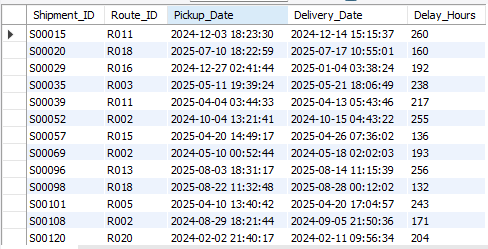 Shipment_ID Route_ID Pickup_Date Delivery_Date Delay_Hours
S00015 R011 2024-12-03 18:23:30 2024-12-14 15:15:37 260
S00020 R018 2025-07-10 18:22:59 2025-07-17 10:55:01 160
S00029 R016 2024-12-27 02:41:44 2025-01-04 03:38:24 192
S00035 R003 2025-05-11 19:39:24 2025-05-21 18:06:49 238
S00039 R011 2025-04-04 03:44:33 2025-04-13 05:43:46 217
S00052 R002 2024-10-04 13:21:41 2024-10-15 04:43:22 255
S00057 R015 2025-04-20 14:49:17 2025-04-26 07:36:02 136
S00069 R002 2024-05-10 00:52:44 2024-05-18 02:02:03 193
S00096 R013 2025-08-03 18:31:17 2025-08-14 11:15:39 256
S00098 R018 2025-08-22 11:32:48 2025-08-28 00:12:02 132
S00101 R005 2025-04-10 13:40:42 2025-04-20 17:04:57 243
S00108 R002 2024-08-29 18:21:44 2024-09-05 21:50:36 171
S00120 R020 2024-02-02 21:40:17 2024-02-11 09:56:34 204